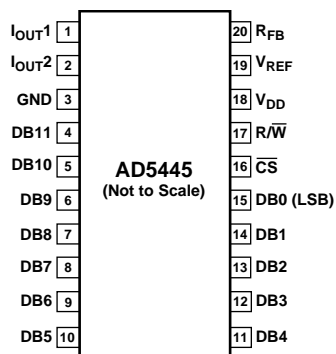 IOUT1 1
IOUT2 2
GND 3
DB11 4
DB10 5
DB9 6
DB8 7
DB7 8
DB6 9
DB5 10
AD5445
(Not to Scale)
20 RFB
19 VREF
18 VDD
17 R/W̅
16 C̅S̅
15 DB0 (LSB)
14 DB1
13 DB2
12 DB3
11 DB4